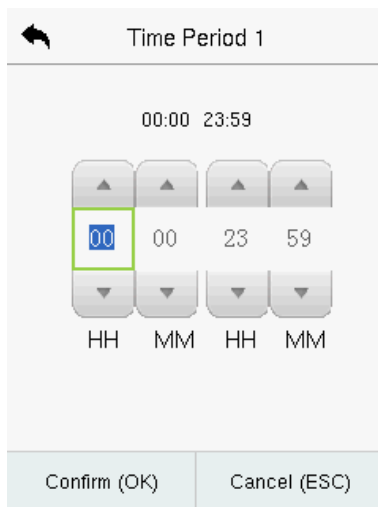 Time Period 1
00:00 23:59
00 00 23 59
HH MM HH MM
Confirm (OK) Cancel (ESC)